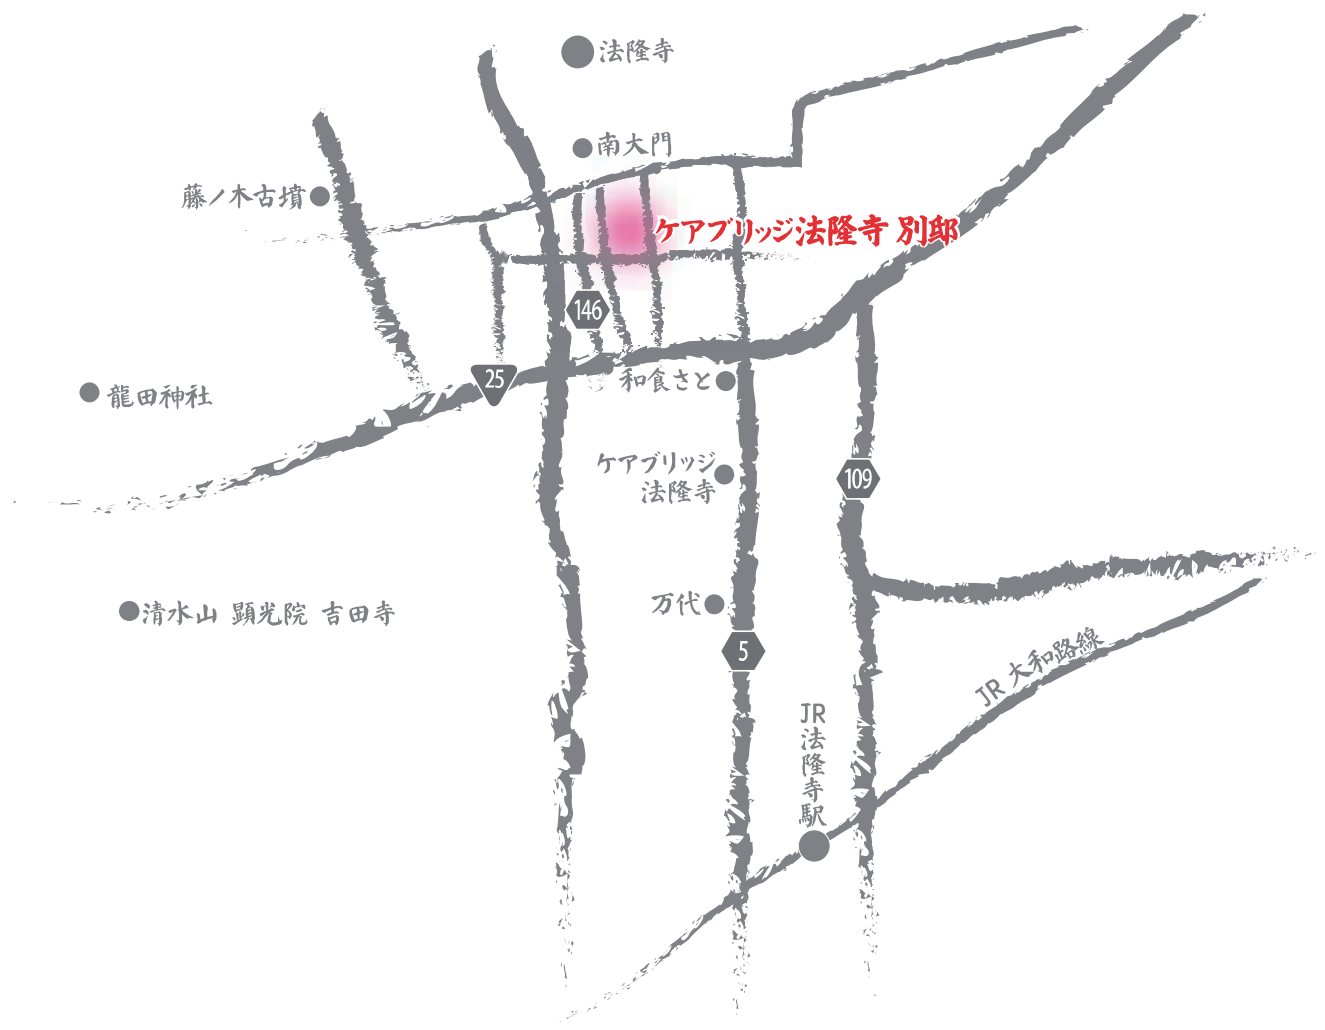 法隆寺
南大門
藤ノ木古墳
ケアブリッジ法隆寺 別邸
146
25
和食さと
龍田神社
ケアブリッジ
法隆寺
109
万代
清水山 顕光院 吉田寺
5
JR 大和路線
JR法隆寺駅